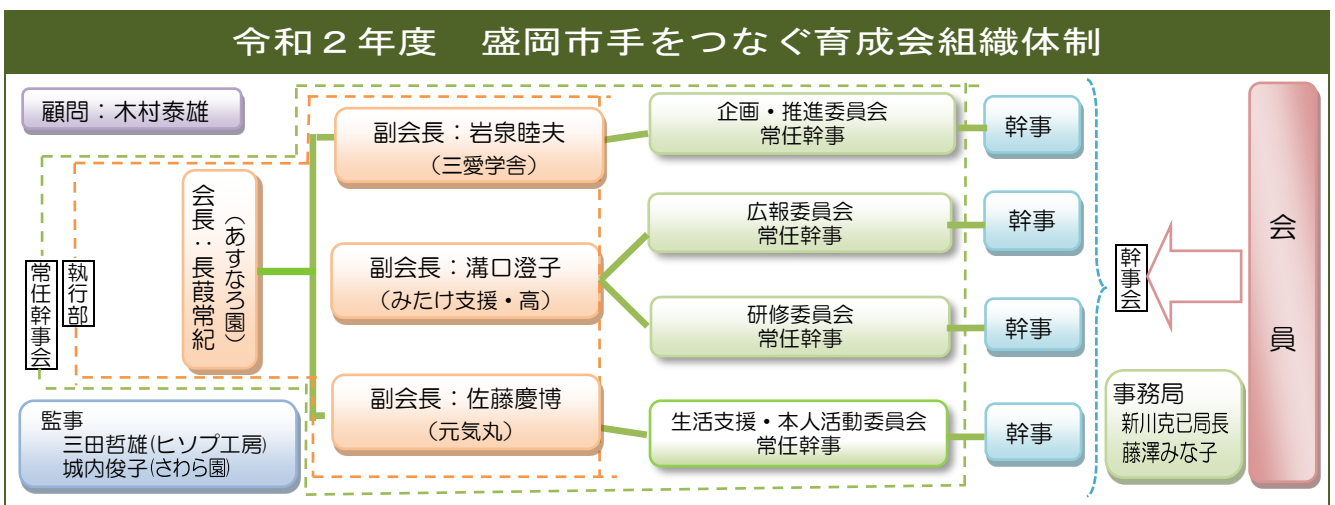 令和２年度　盛岡市手をつなぐ育成会組織体制
顧問：木村泰雄
常任幹事会
執行部
会長：長葭常紀
（あすなろ園）
副会長：岩泉睦夫
（三愛学舎）
副会長：溝口澄子
（みたけ支援・高）
副会長：佐藤慶博
（元気丸）
企画・推進委員会
常任幹事
広報委員会
常任幹事
研修委員会
常任幹事
生活支援・本人活動委員会
常任幹事
幹事
幹事
幹事
幹事
幹事会
会員
監事
三田哲雄(ヒソプ工房)
城内俊子(さわら園)
事務局
新川克已局長
藤澤みな子